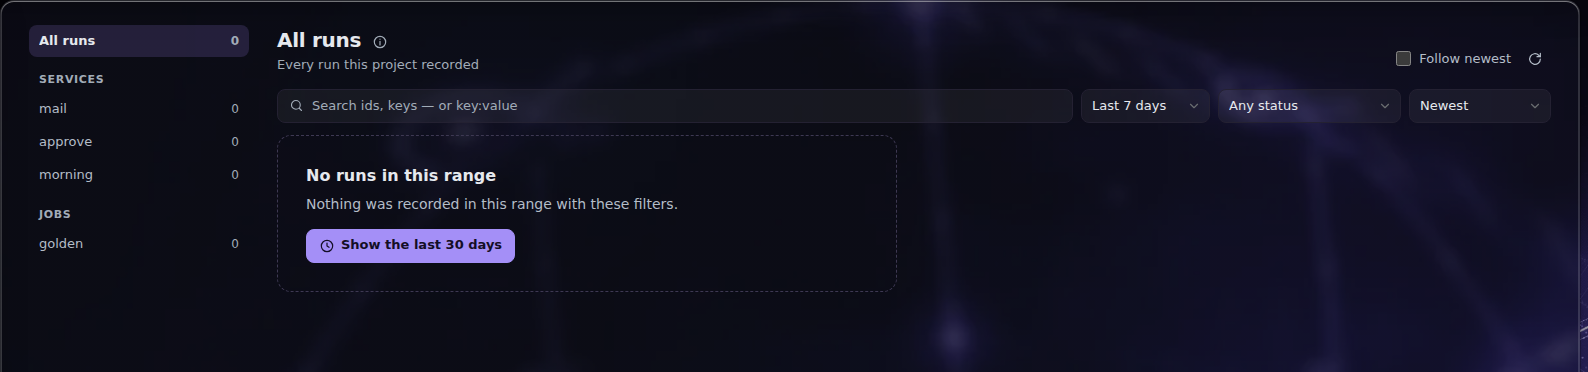 All runs 0
SERVICES
mail 0
approve 0
morning 0
JOBS
golden 0
All runs
Every run this project recorded
Follow newest
Search ids, keys — or key:value
Last 7 days
Any status
Newest
No runs in this range
Nothing was recorded in this range with these filters.
Show the last 30 days